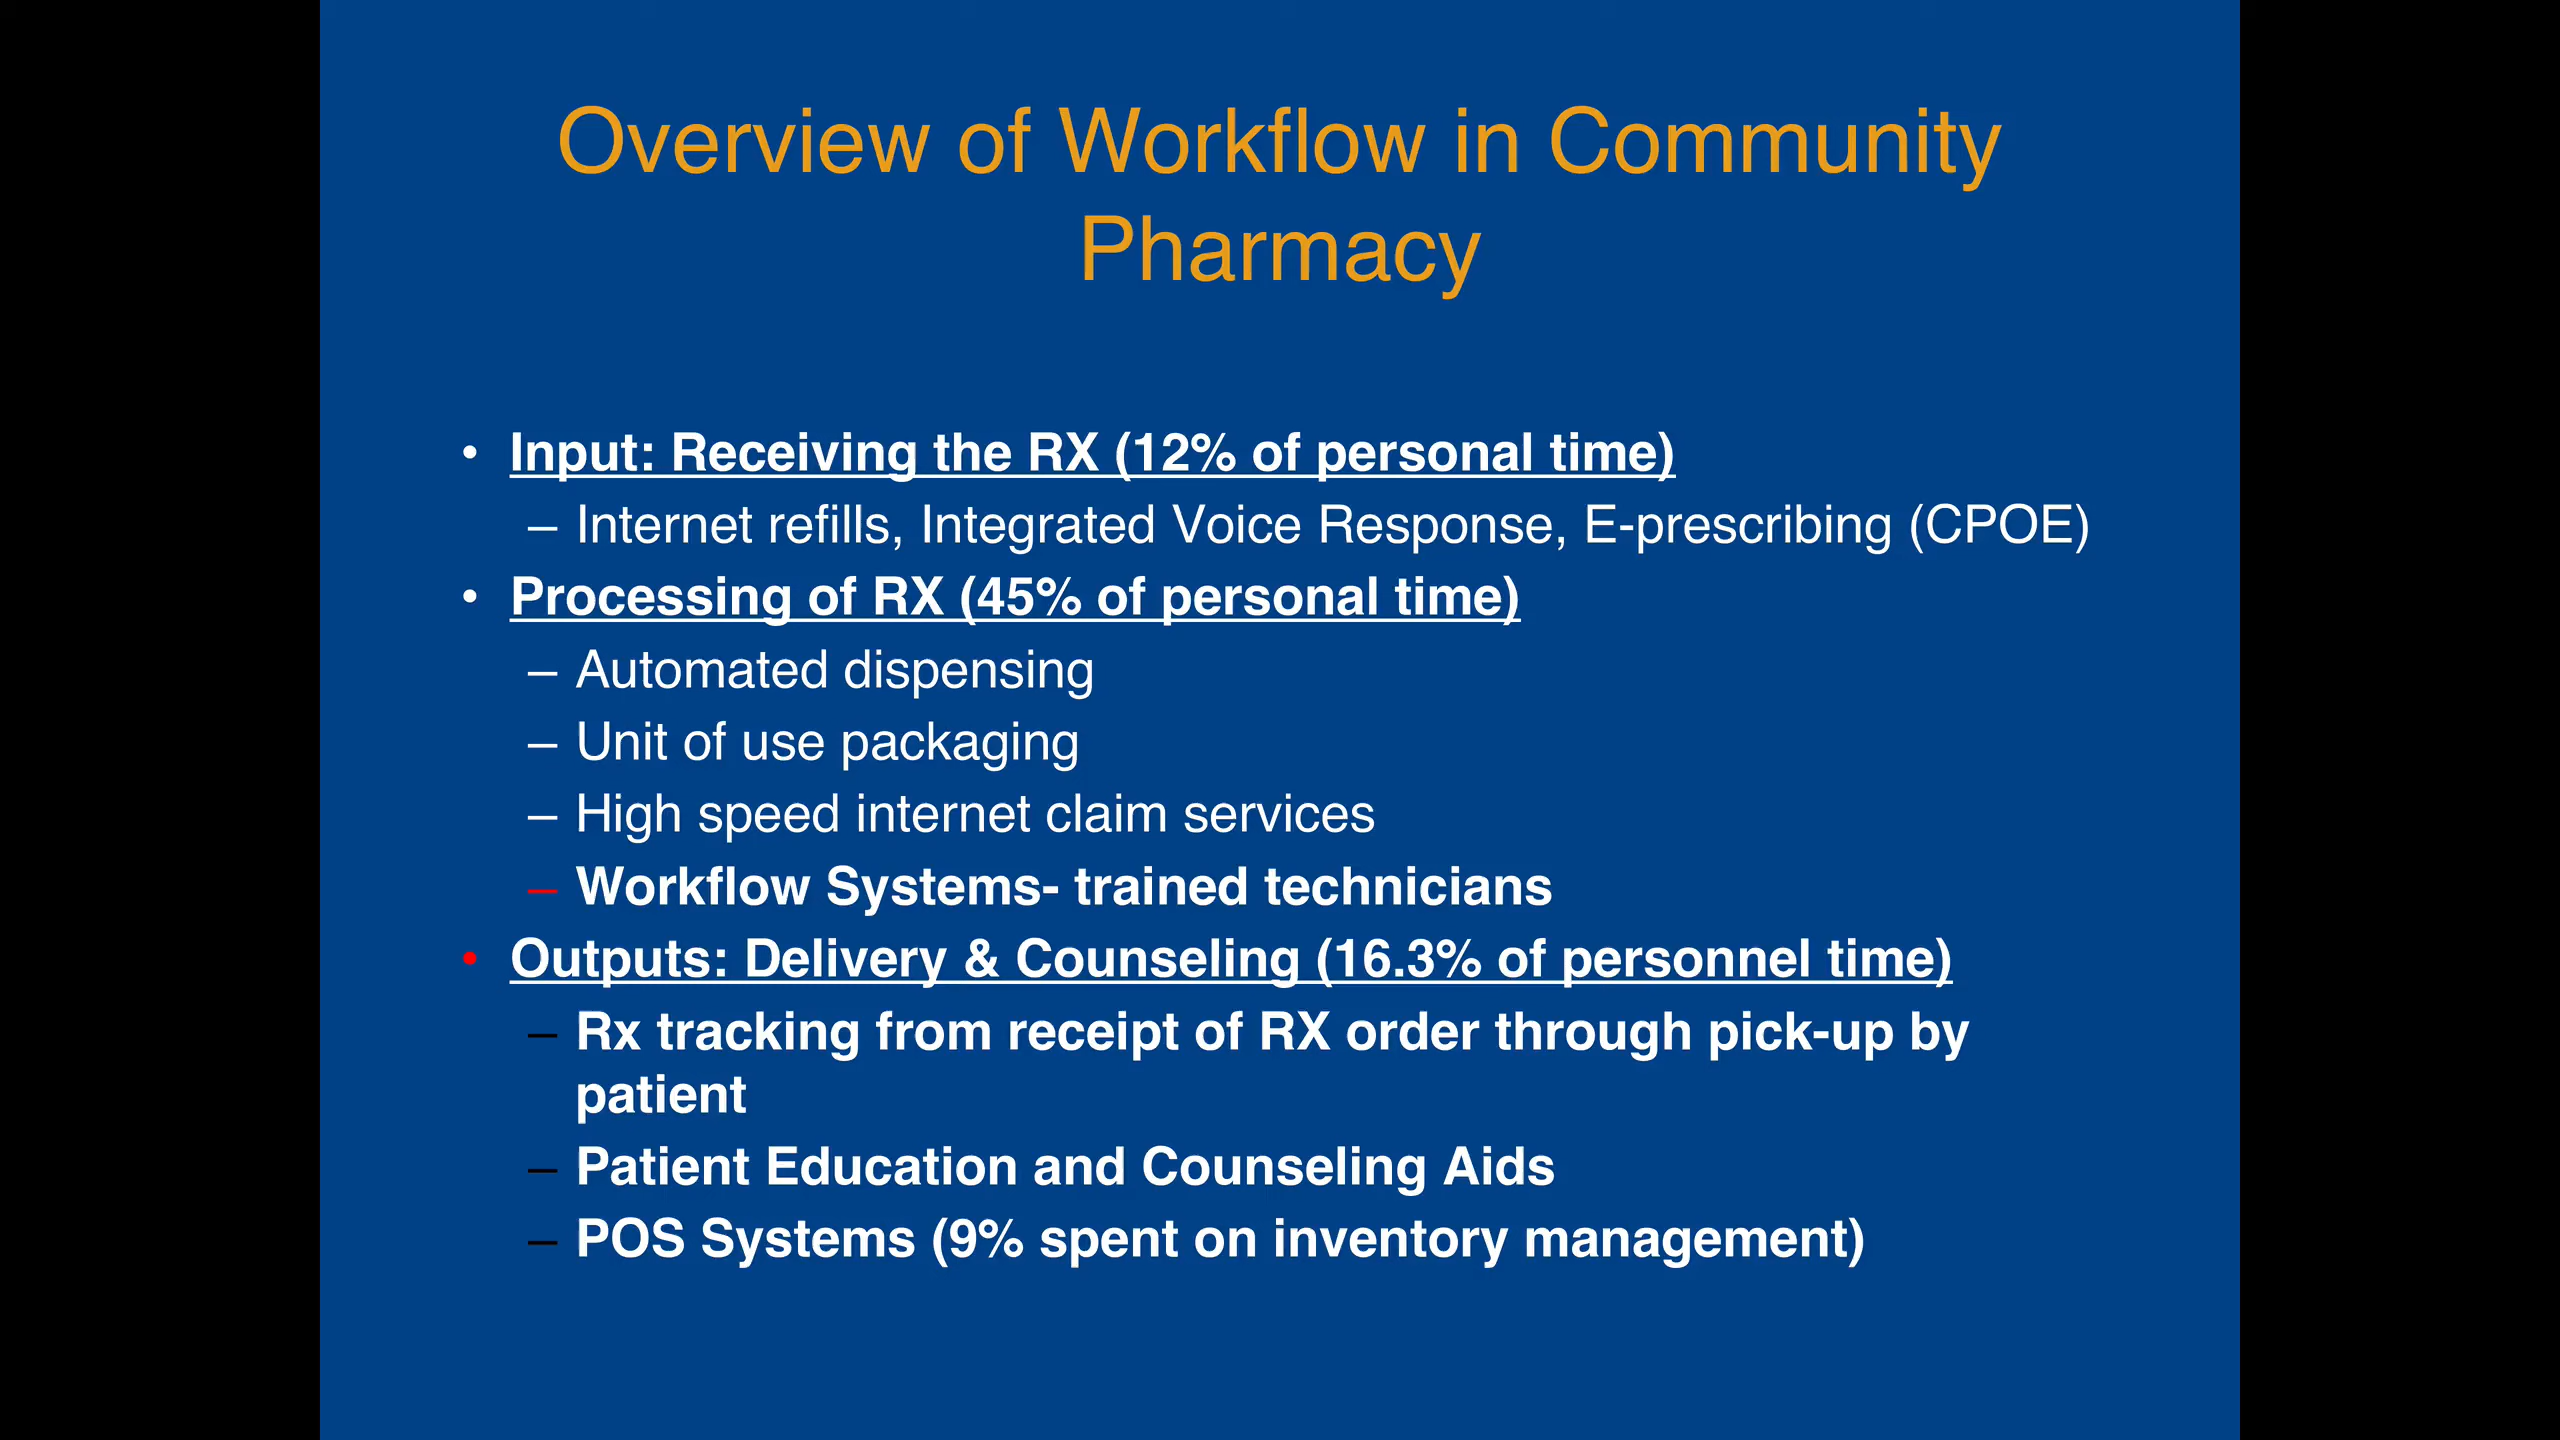 Overview of Workflow in Community
Pharmacy
• Input: Receiving the RX (12% of personal time)
– Internet refills, Integrated Voice Response, E-prescribing (CPOE)
• Processing of RX (45% of personal time)
– Automated dispensing
– Unit of use packaging
– High speed internet claim services
– Workflow Systems- trained technicians
• Outputs: Delivery & Counseling (16.3% of personnel time)
– Rx tracking from receipt of RX order through pick-up by
patient
– Patient Education and Counseling Aids
– POS Systems (9% spent on inventory management)